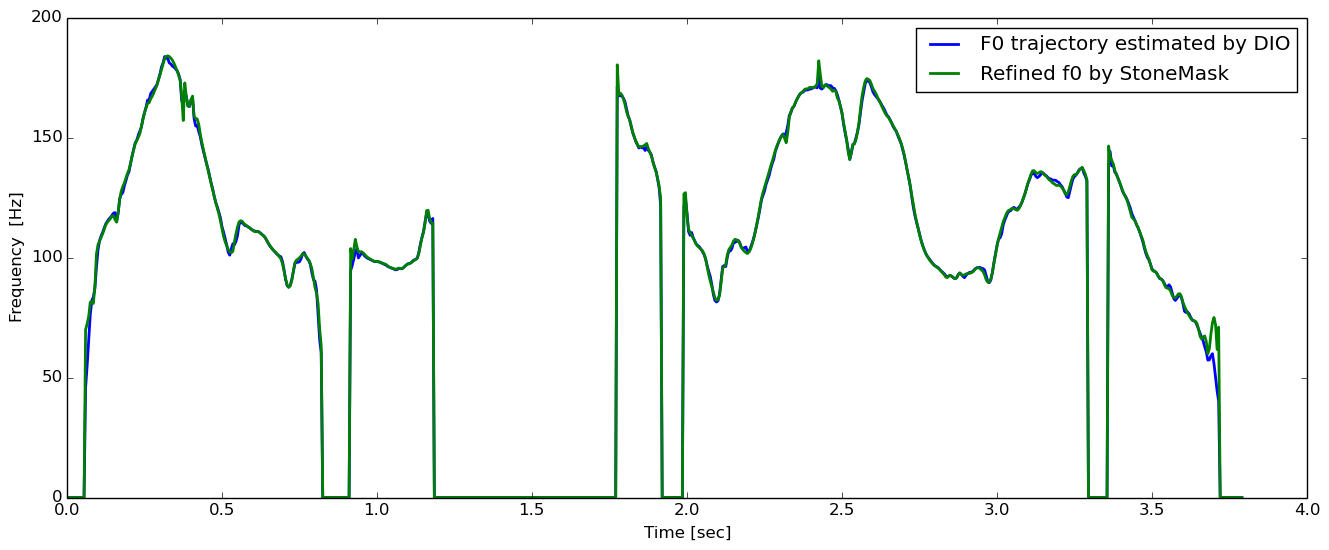 200
150
100
50
0
Frequency  [Hz]
F0 trajectory estimated by DIO
Refined f0 by StoneMask
0.0 0.5 1.0 1.5 2.0 2.5 3.0 3.5 4.0
Time [sec]